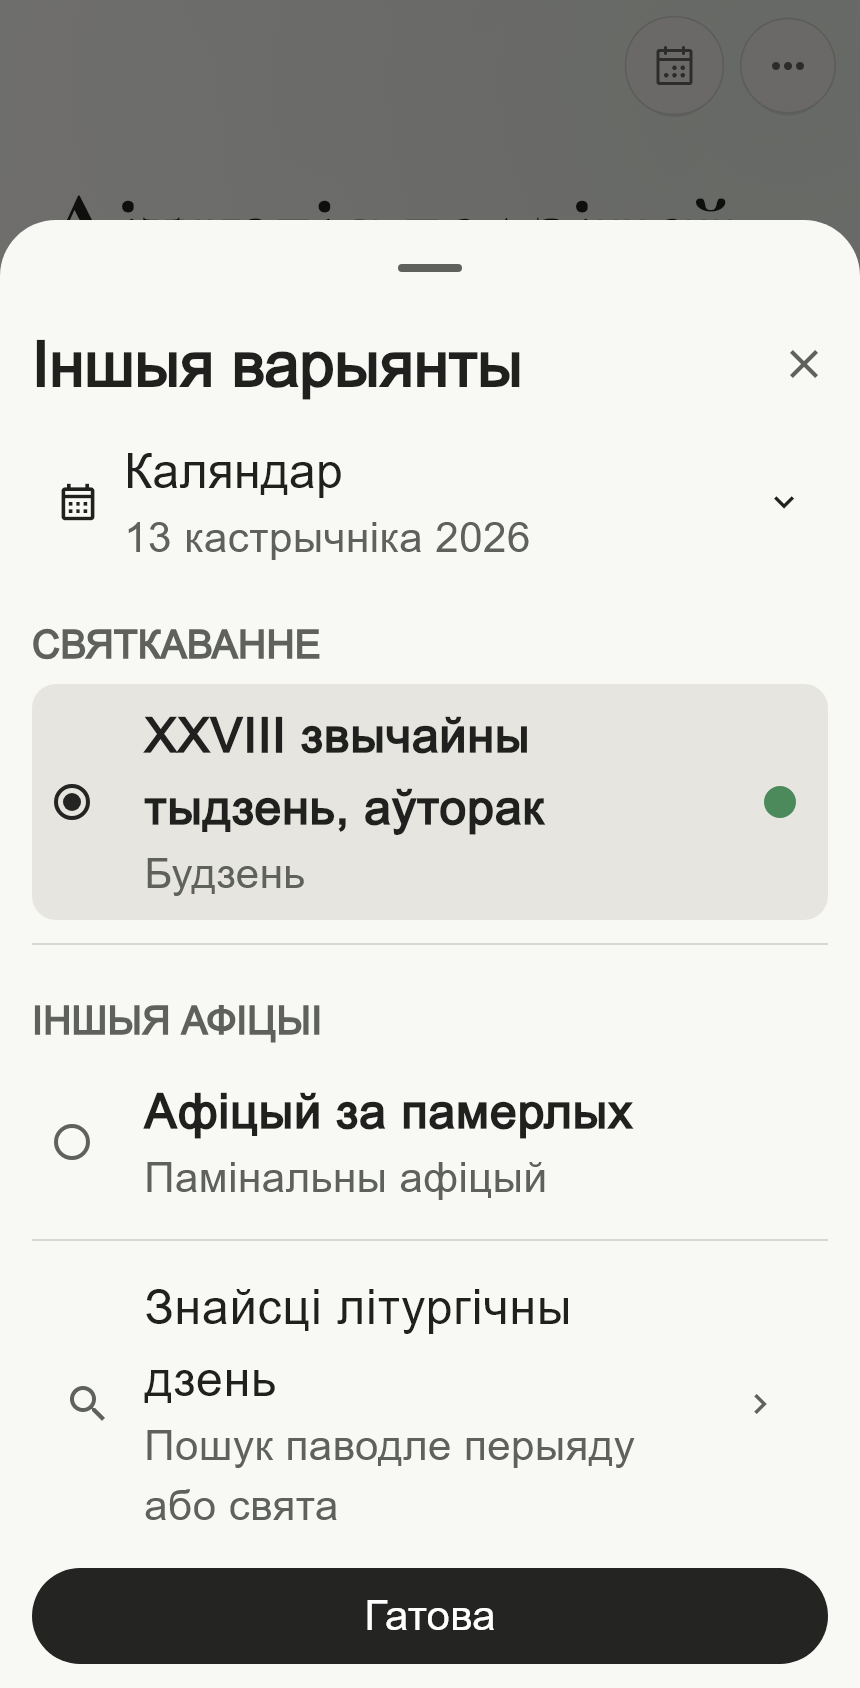 Іншыя варыянты
Каляндар
13 кастрычніка 2026
СВЯТКАВАННЕ
XXVIII звычайны
тыдзень, аўторак
Будзень
ІНШЫЯ АФІЦЫІ
Афіцый за памерлых
Памінальны афіцый
Знайсці літургічны
дзень
Пошук паводле перыяду
або свята
Гатова